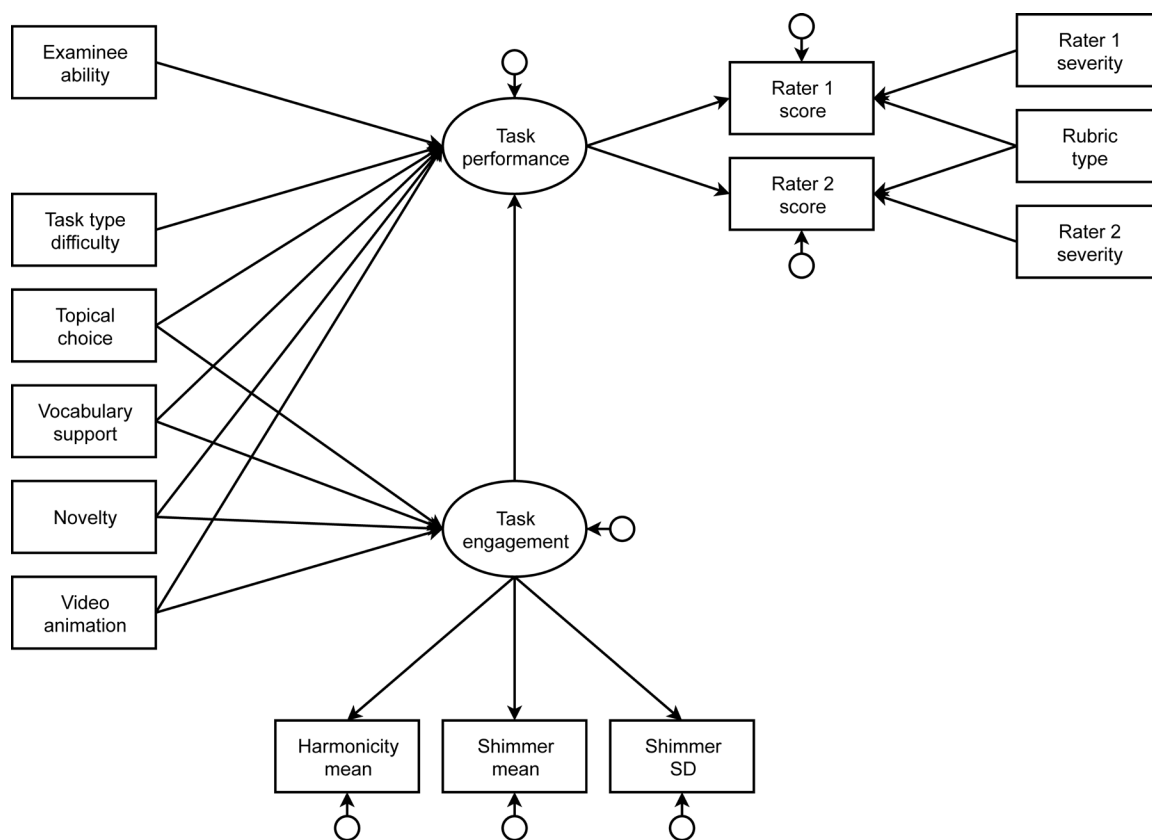 Examinee
ability
Task type
difficulty
Topical
choice
Vocabulary
support
Novelty
Video
animation
Task
performance
Task
engagement
Rater 1
score
Rater 2
score
Rater 1
severity
Rubric
type
Rater 2
severity
Harmonicity
mean
Shimmer
mean
Shimmer
SD